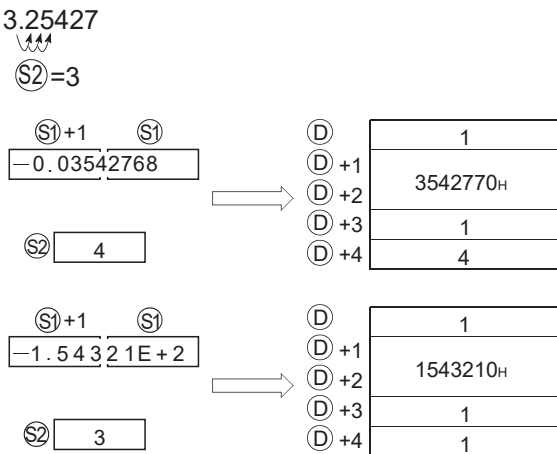 3.25427
S2=3
S1+1 S1
−0.03542768
S2 4
D 1
D+1
D+2 3542770H
D+3 1
D+4 4
S1+1 S1
−1.54321E+2
S2 3
D 1
D+1
D+2 1543210H
D+3 1
D+4 1